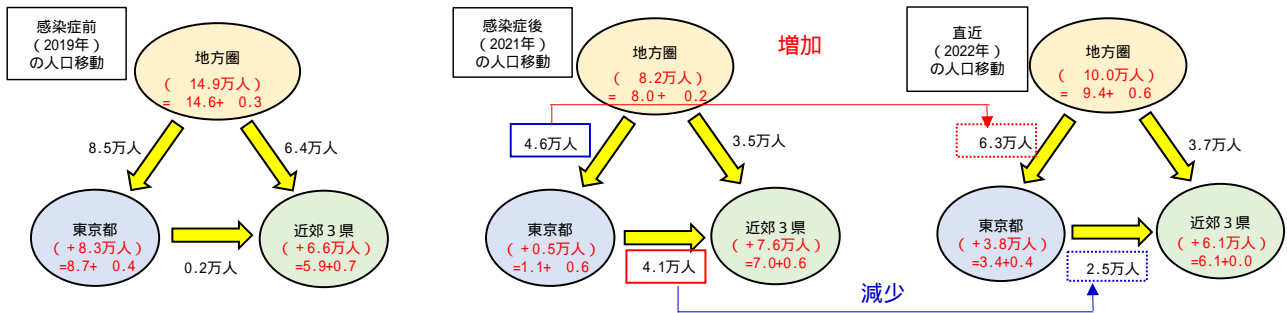 感染症前
(2019年)
の人口移動
地方圏
( 14.9万人)
= 14.6+ 0.3
8.5万人
6.4万人
東京都
(+8.3万人)
=8.7+ 0.4
0.2万人
近郊3県
(+6.6万人)
=5.9+0.7
感染症後
(2021年)
の人口移動
地方圏
( 8.2万人)
= 8.0+ 0.2
増加
4.6万人
3.5万人
東京都
(+0.5万人)
=1.1+ 0.6
4.1万人
近郊3県
(+7.6万人)
=7.0+0.6
減少
直近
(2022年)
の人口移動
地方圏
( 10.0万人)
= 9.4+ 0.6
6.3万人
3.7万人
東京都
(+3.8万人)
=3.4+0.4
2.5万人
近郊3県
(+6.1万人)
=6.1+0.0